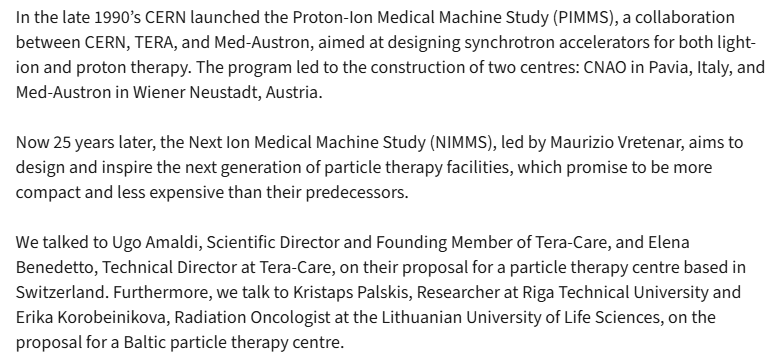 In the late 1990’s CERN launched the Proton-Ion Medical Machine Study (PIMMS), a collaboration
between CERN, TERA, and Med-Austron, aimed at designing synchrotron accelerators for both light-
ion and proton therapy. The program led to the construction of two centres: CNAO in Pavia, Italy, and
Med-Austron in Wiener Neustadt, Austria.
Now 25 years later, the Next Ion Medical Machine Study (NIMMS), led by Maurizio Vretenar, aims to
design and inspire the next generation of particle therapy facilities, which promise to be more
compact and less expensive than their predecessors.
We talked to Ugo Amaldi, Scientific Director and Founding Member of Tera-Care, and Elena
Benedetto, Technical Director at Tera-Care, on their proposal for a particle therapy centre based in
Switzerland. Furthermore, we talk to Kristaps Palskis, Researcher at Riga Technical University and
Erika Korobeinikova, Radiation Oncologist at the Lithuanian University of Life Sciences, on the
proposal for a Baltic particle therapy centre.